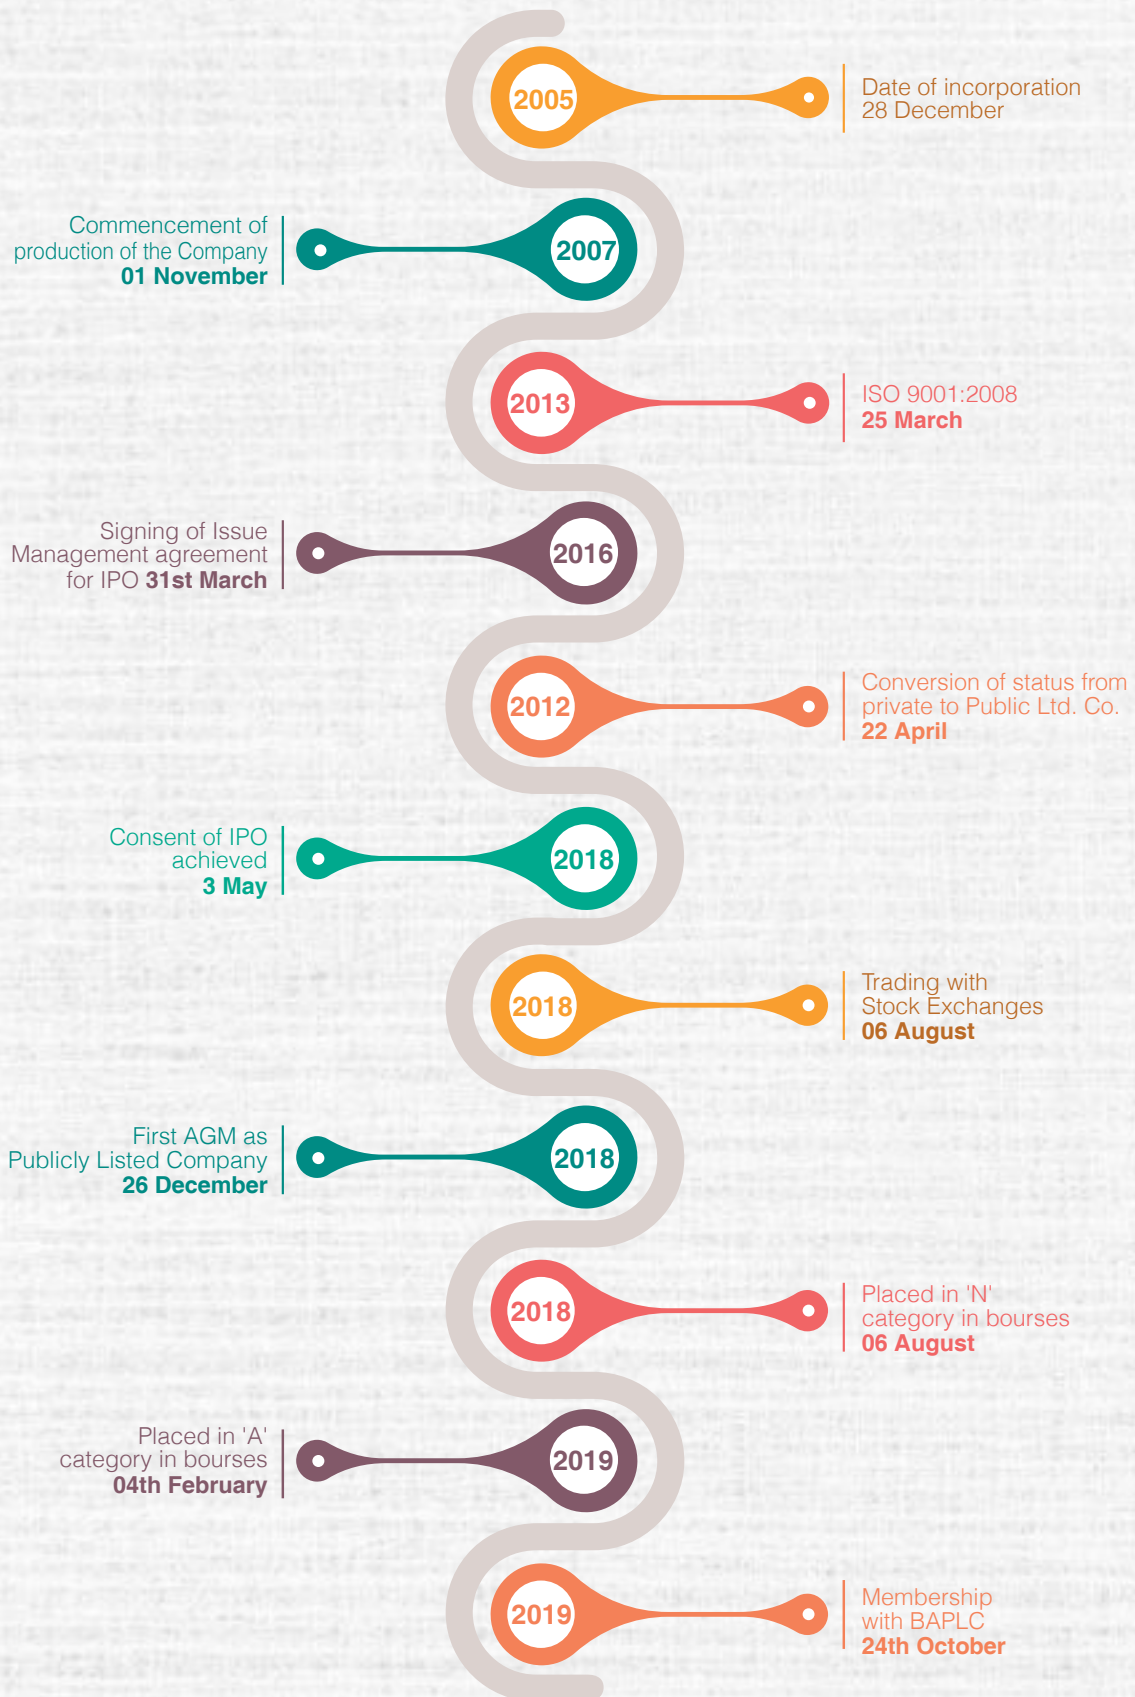 2005
Date of incorporation
28 December
Commencement of
production of the Company
01 November
2007
2013
ISO 9001:2008
25 March
Signing of Issue
Management agreement
for IPO 31st March
2016
2012
Conversion of status from
private to Public Ltd. Co.
22 April
Consent of IPO
achieved
3 May
2018
2018
Trading with
Stock Exchanges
06 August
First AGM as
Publicly Listed Company
26 December
2018
2018
Placed in 'N'
category in bourses
06 August
Placed in 'A'
category in bourses
04th February
2019
2019
Membership
with BAPLC
24th October